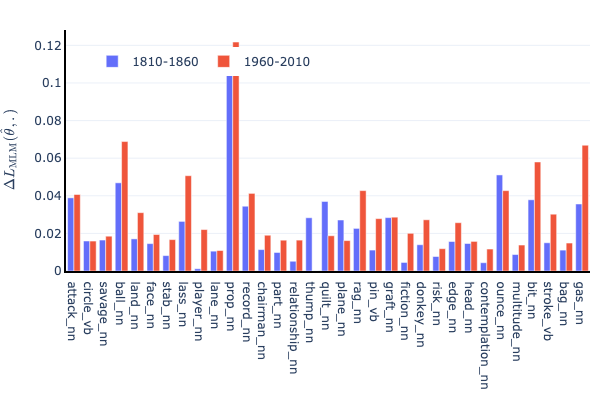 0.12
0.1
0.08
0.06
0.04
0.02
0
ΔL_MLM(θ̂, .)
1810-1860
1960-2010
attack_nn
circle_vb
savage_nn
ball_nn
land_nn
face_nn
stab_nn
lass_nn
player_nn
lane_nn
prop_nn
record_nn
chairman_nn
part_nn
relationship_nn
thump_nn
quilt_nn
plane_nn
rag_nn
pin_vb
graft_nn
fiction_nn
donkey_nn
risk_nn
edge_nn
head_nn
contemplation_nn
ounce_nn
multitude_nn
bit_nn
stroke_vb
bag_nn
gas_nn